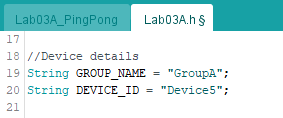 Lab03A_PingPong Lab03A.h §
17
18 //Device details
19 String GROUP_NAME = "GroupA";
20 String DEVICE_ID = "Device5";
21